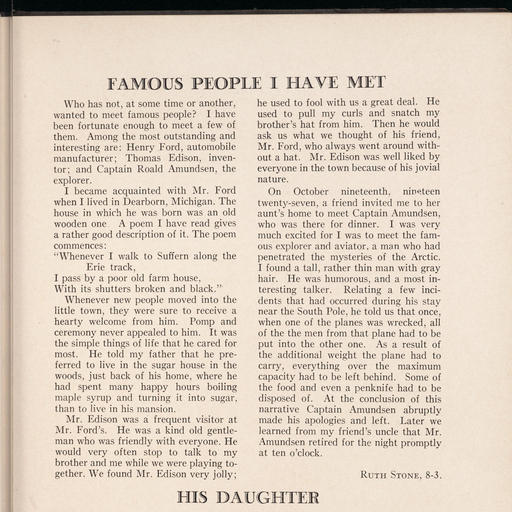 FAMOUS PEOPLE I HAVE MET
Who has not, at some time or another,
wanted to meet famous people? I have
been fortunate enough to meet a few of
them. Among the most outstanding and
interesting are: Henry Ford, automobile
manufacturer; Thomas Edison, inven-
tor; and Captain Roald Amundsen, the
explorer.
I became acquainted with Mr. Ford
when I lived in Dearborn, Michigan. The
house in which he was born was an old
wooden one A poem I have read gives
a rather good description of it. The poem
commences:
"Whenever I walk to Suffern along the
Erie track,
I pass by a poor old farm house,
With its shutters broken and black."
Whenever new people moved into the
little town, they were sure to receive a
hearty welcome from him. Pomp and
ceremony never appealed to him. It was
the simple things of life that he cared for
most. He told my father that he pre-
ferred to live in the sugar house in the
woods, just back of his home, where he
had spent many happy hours boiling
maple syrup and turning it into sugar,
than to live in his mansion.
Mr. Edison was a frequent visitor at
Mr. Ford's. He was a kind old gentle-
man who was friendly with everyone. He
would very often stop to talk to my
brother and me while we were playing to-
gether. We found Mr. Edison very jolly;
he used to fool with us a great deal. He
used to pull my curls and snatch my
brother's hat from him. Then he would
ask us what we thought of his friend,
Mr. Ford, who always went around with-
out a hat. Mr. Edison was well liked by
everyone in the town because of his jovial
nature.
On October nineteenth, nineteen
twenty-seven, a friend invited me to her
aunt's home to meet Captain Amundsen,
who was there for dinner. I was very
much excited for I was to meet the fam-
ous explorer and aviator, a man who had
penetrated the mysteries of the Arctic.
I found a tall, rather thin man with gray
hair. He was humorous, and a most in-
teresting talker. Relating a few inci-
dents that had occurred during his stay
near the South Pole, he told us that once,
when one of the planes was wrecked, all
of the the men from that plane had to be
put into the other one. As a result of
the additional weight the plane had to
carry, everything over the maximum
capacity had to be left behind. Some of
the food and even a penknife had to be
disposed of. At the conclusion of this
narrative Captain Amundsen abruptly
made his apologies and left. Later we
learned from my friend's uncle that Mr.
Amundsen retired for the night promptly
at ten o'clock.
RUTH STONE, 8-3.
HIS DAUGHTER